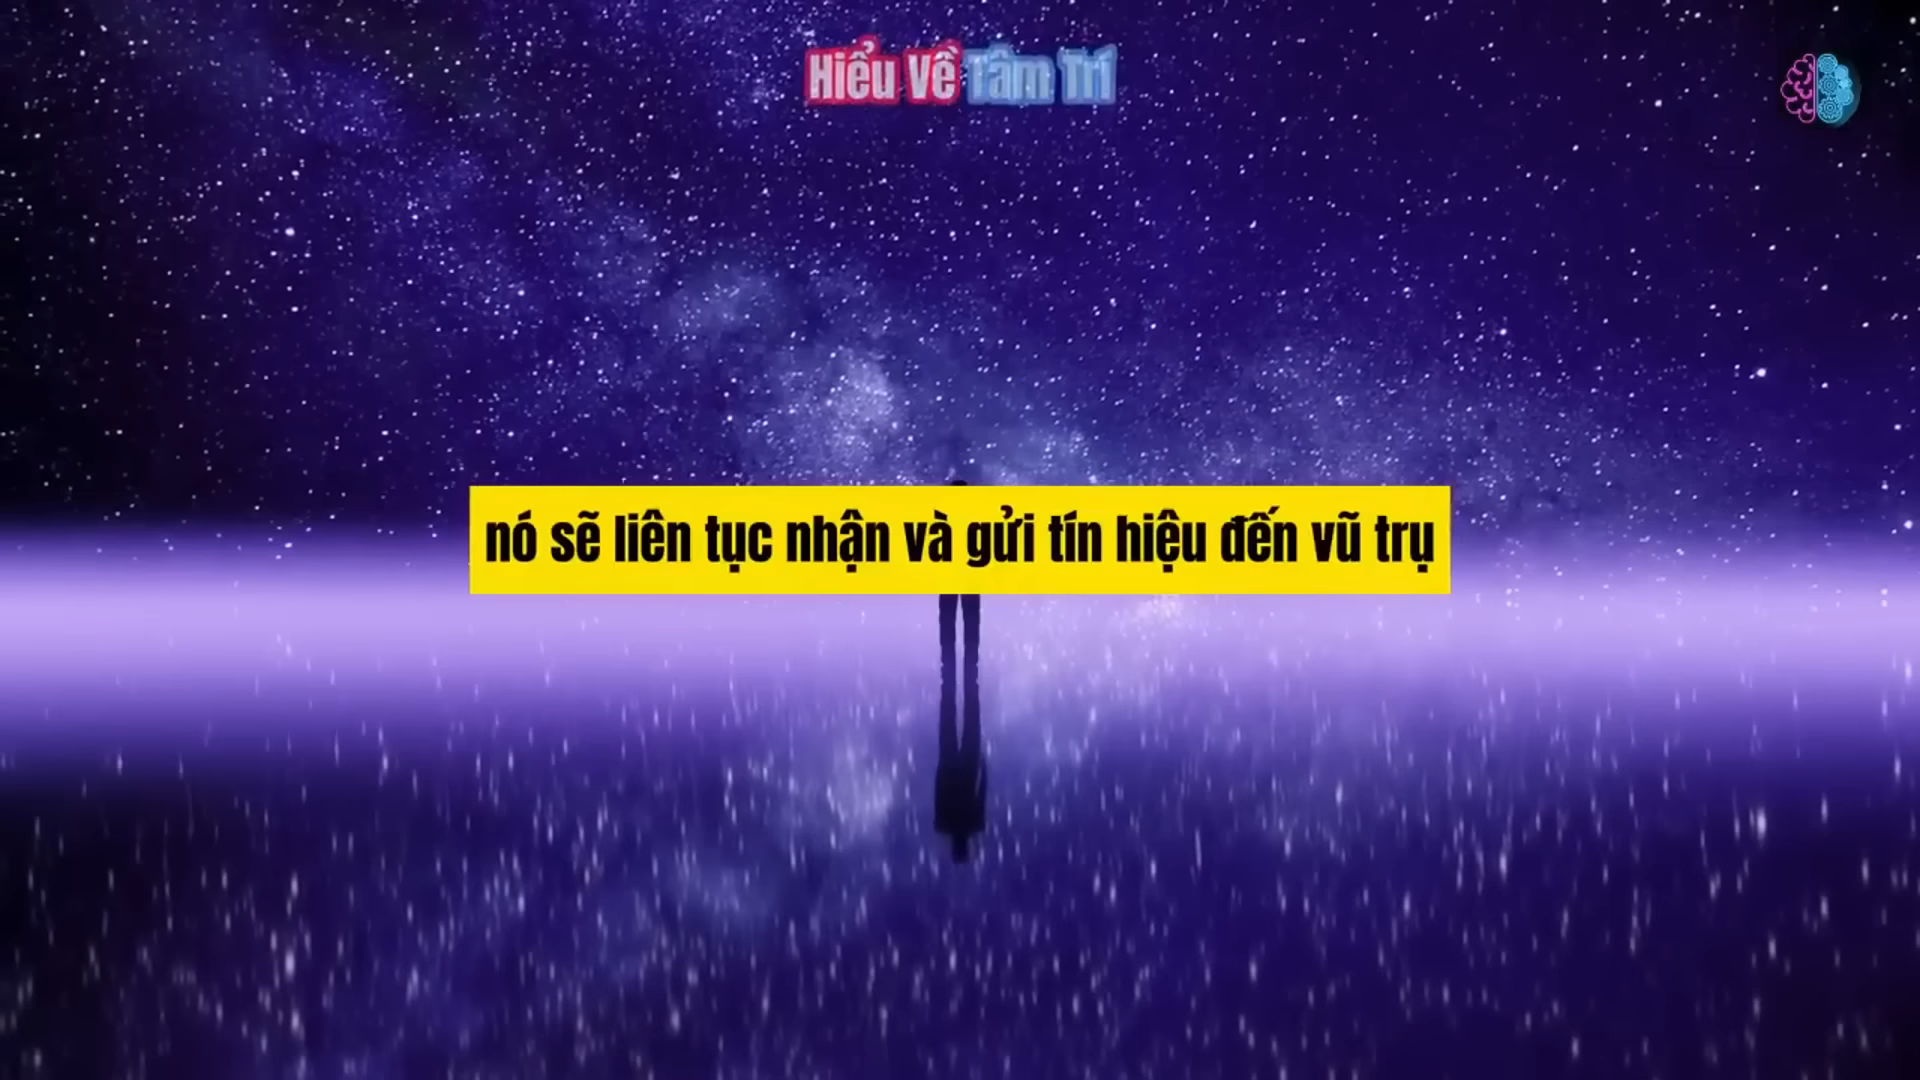 Hiểu Về Tâm Trí
nó sẽ liên tục nhận và gửi tín hiệu đến vũ trụ